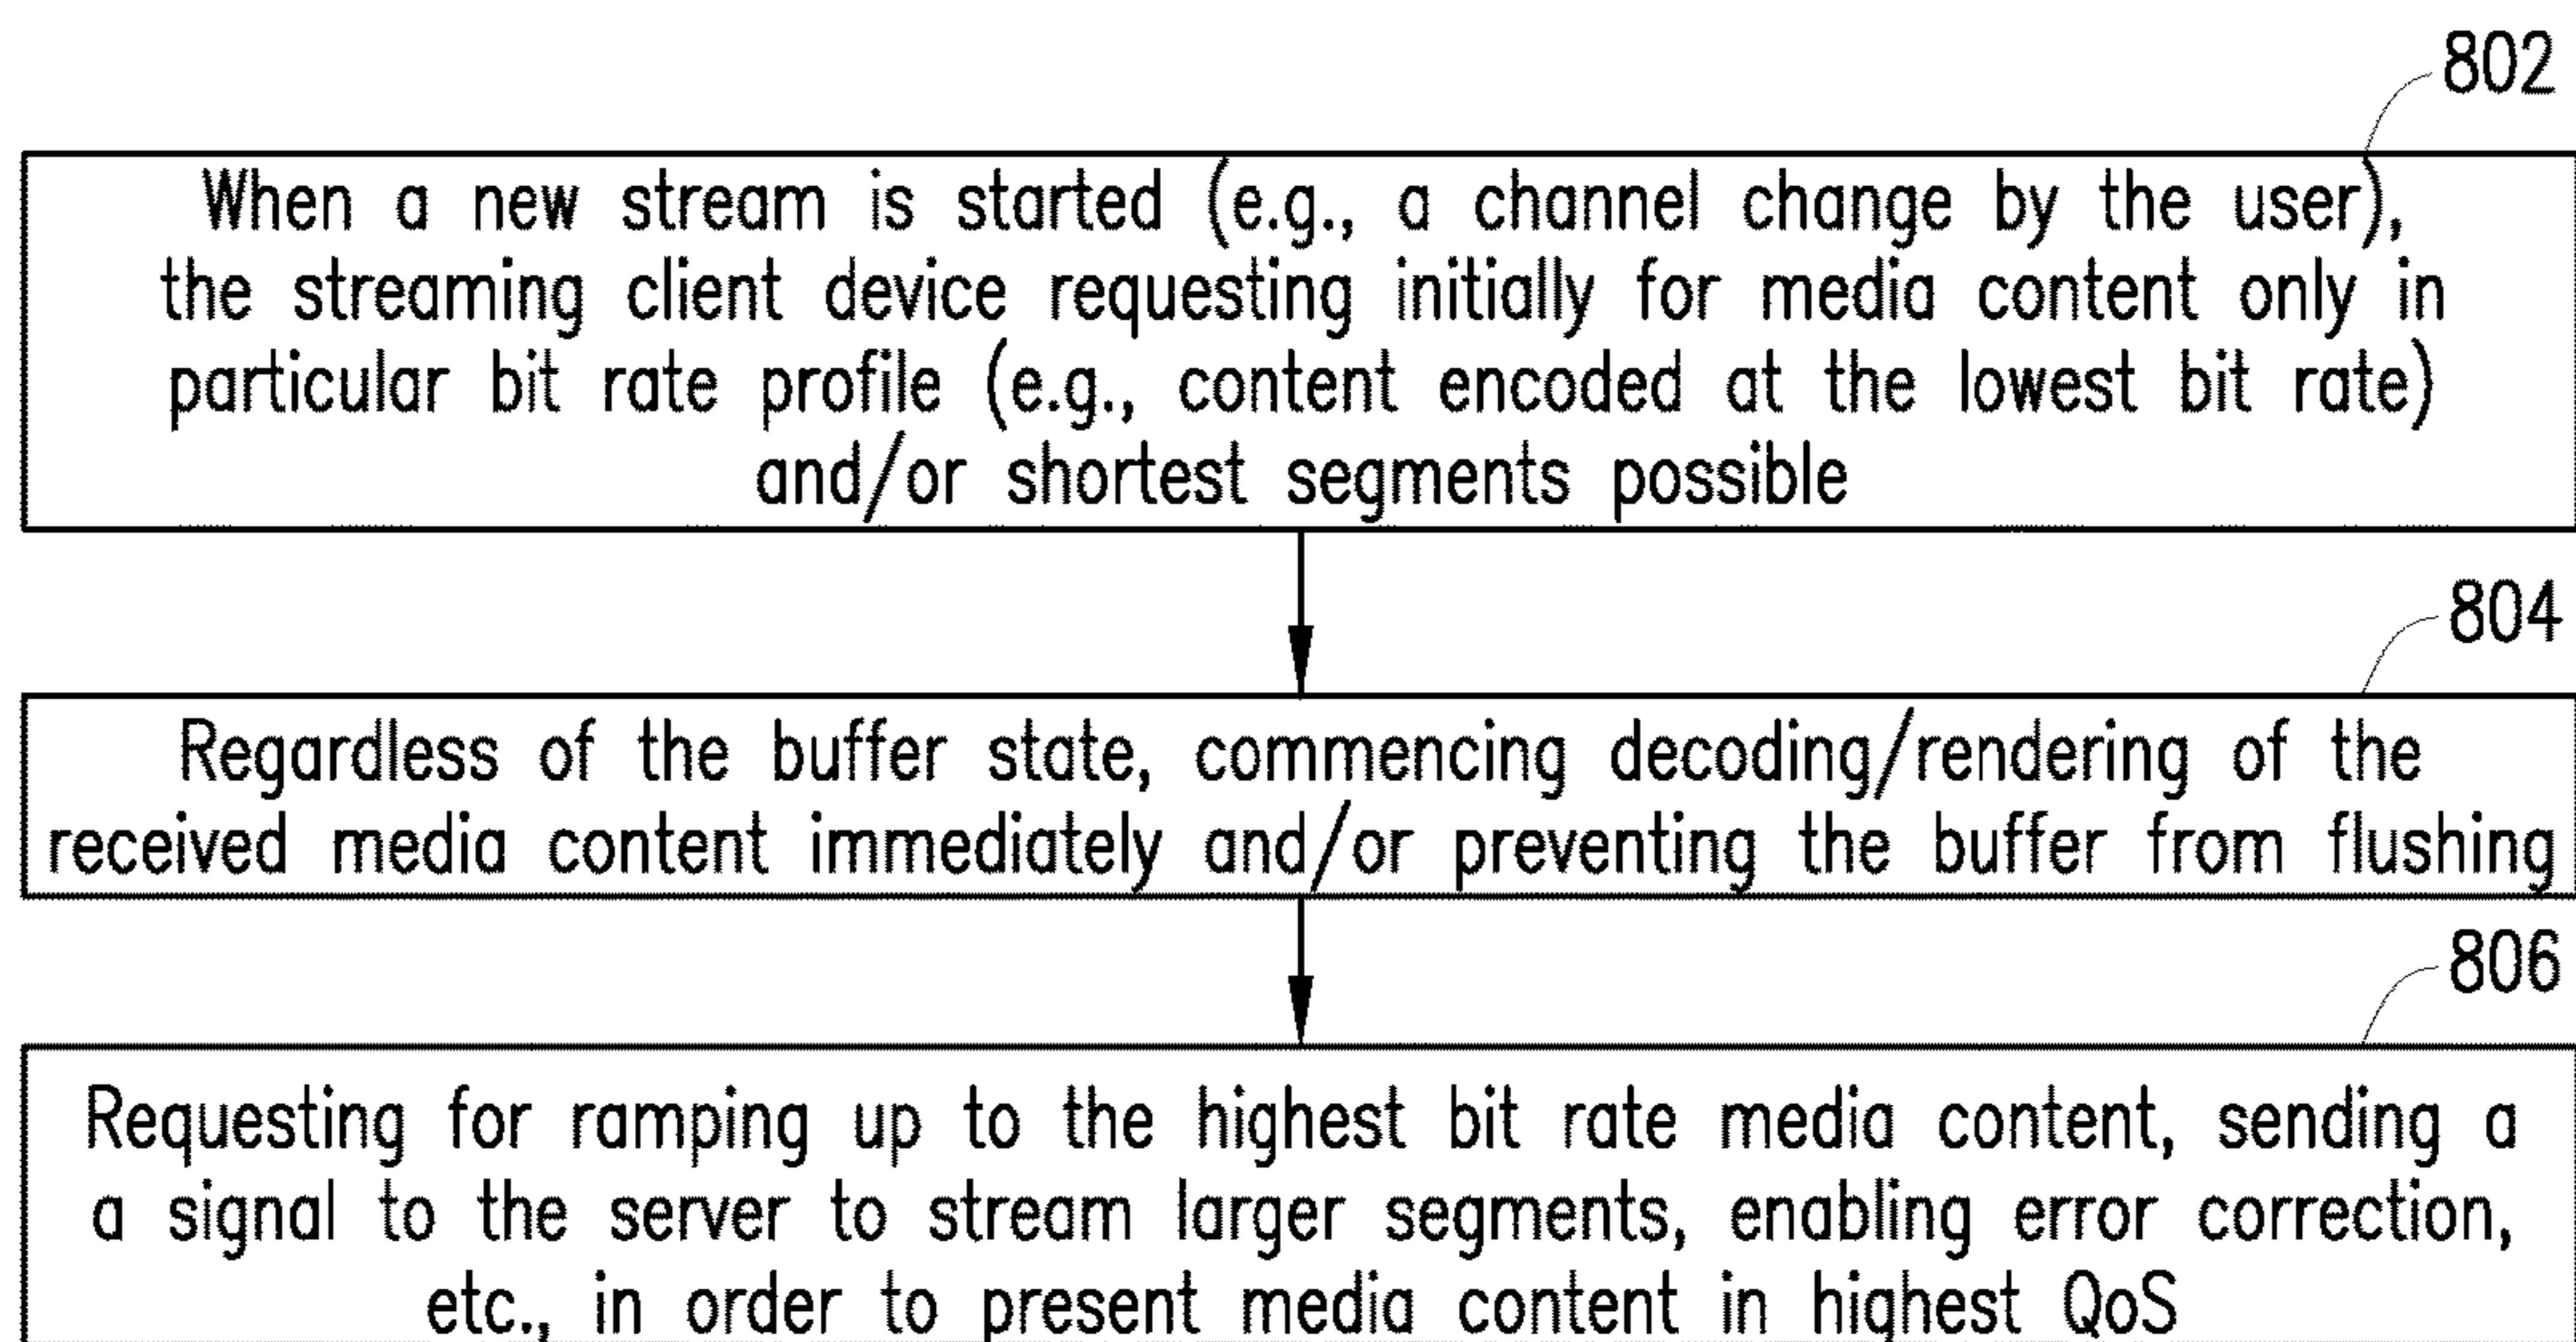 802
When a new stream is started (e.g., a channel change by the user),
the streaming client device requesting initially for media content only in
particular bit rate profile (e.g., content encoded at the lowest bit rate)
and/or shortest segments possible
804
Regardless of the buffer state, commencing decoding/rendering of the
received media content immediately and/or preventing the buffer from flushing
806
Requesting for ramping up to the highest bit rate media content, sending a
a signal to the server to stream larger segments, enabling error correction,
etc., in order to present media content in highest QoS